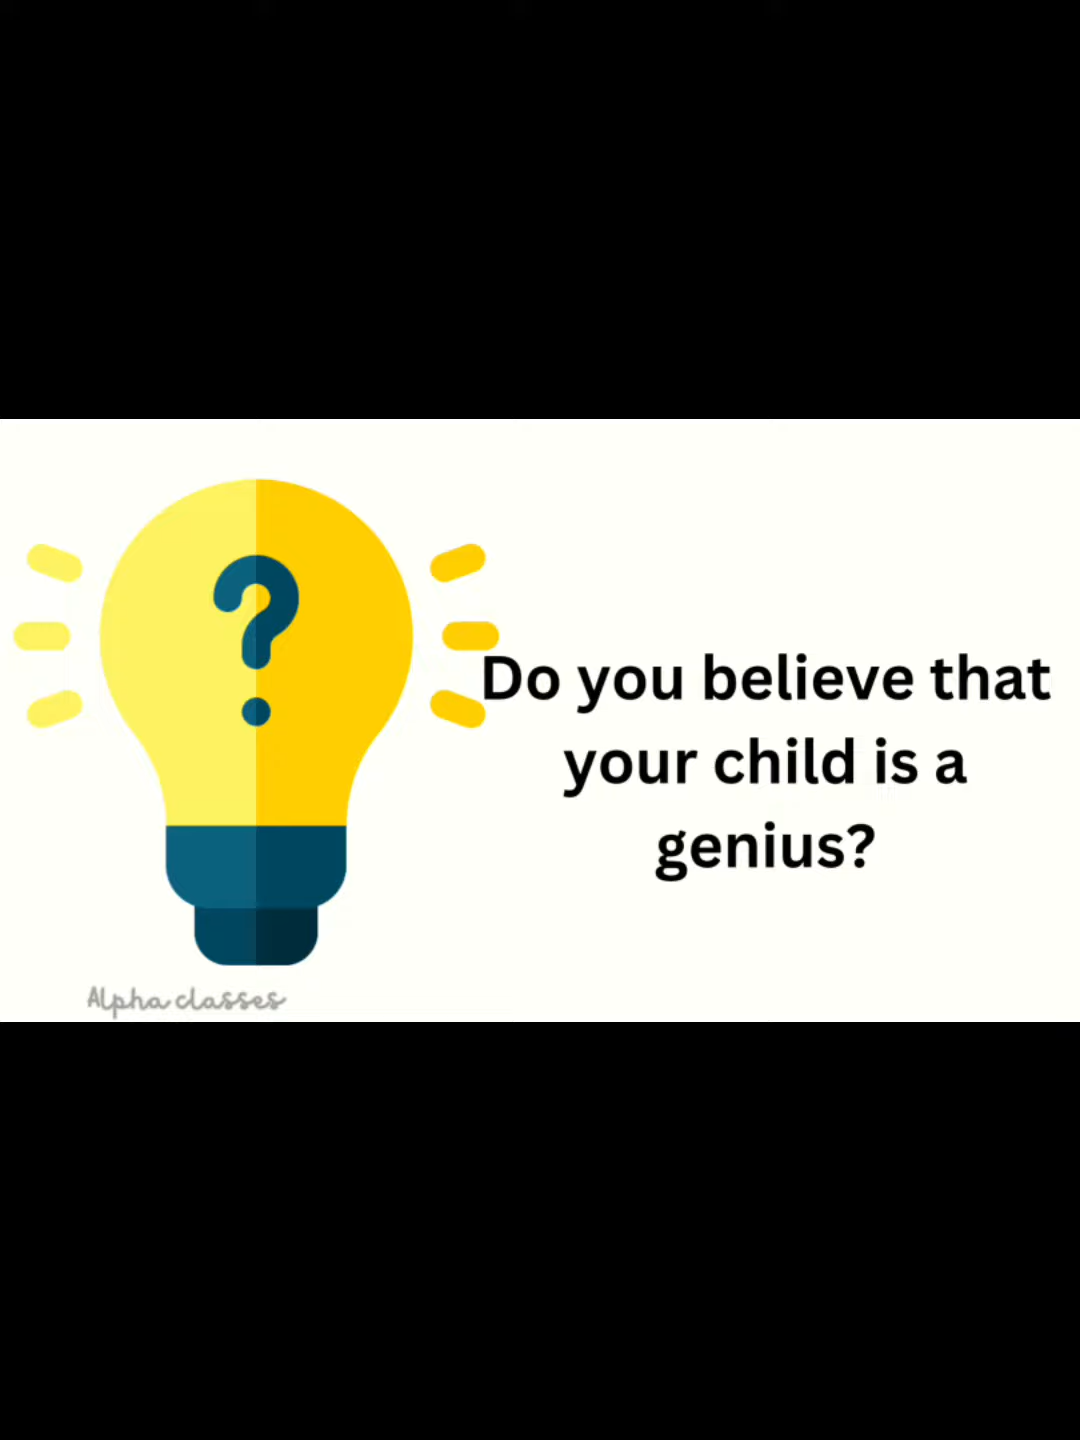 ?
Do you believe that
your child is a
genius?
Alpha classes